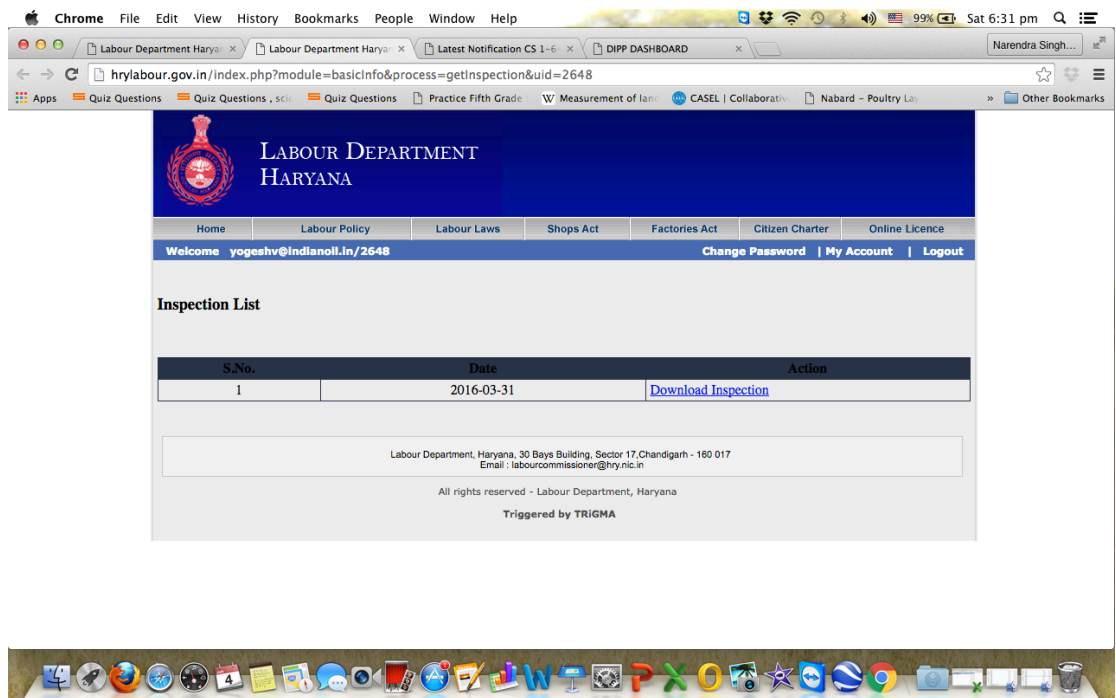 Chrome File Edit View History Bookmarks People Window Help 99% Sat 6:31 pm
Labour Department Haryan Labour Department Haryan Latest Notification CS 1-6 DIPP DASHBOARD Narendra Singh...
hrylabour.gov.in/index.php?module=basicInfo&process=getInspection&uid=2648
Apps Quiz Questions Quiz Questions , scie Quiz Questions Practice Fifth Grade W Measurement of lan CASEL | Collaborativ Nabard - Poultry Lay » Other Bookmarks
LABOUR DEPARTMENT
HARYANA
Home Labour Policy Labour Laws Shops Act Factories Act Citizen Charter Online Licence
Welcome yogeshv@indianoil.in/2648 Change Password | My Account | Logout
Inspection List
S.No. Date Action
1 2016-03-31 Download Inspection
Labour Department, Haryana, 30 Bays Building, Sector 17,Chandigarh - 160 017
Email : labourcommissioner@hry.nic.in
All rights reserved - Labour Department, Haryana
Triggered by TRiGMA
4